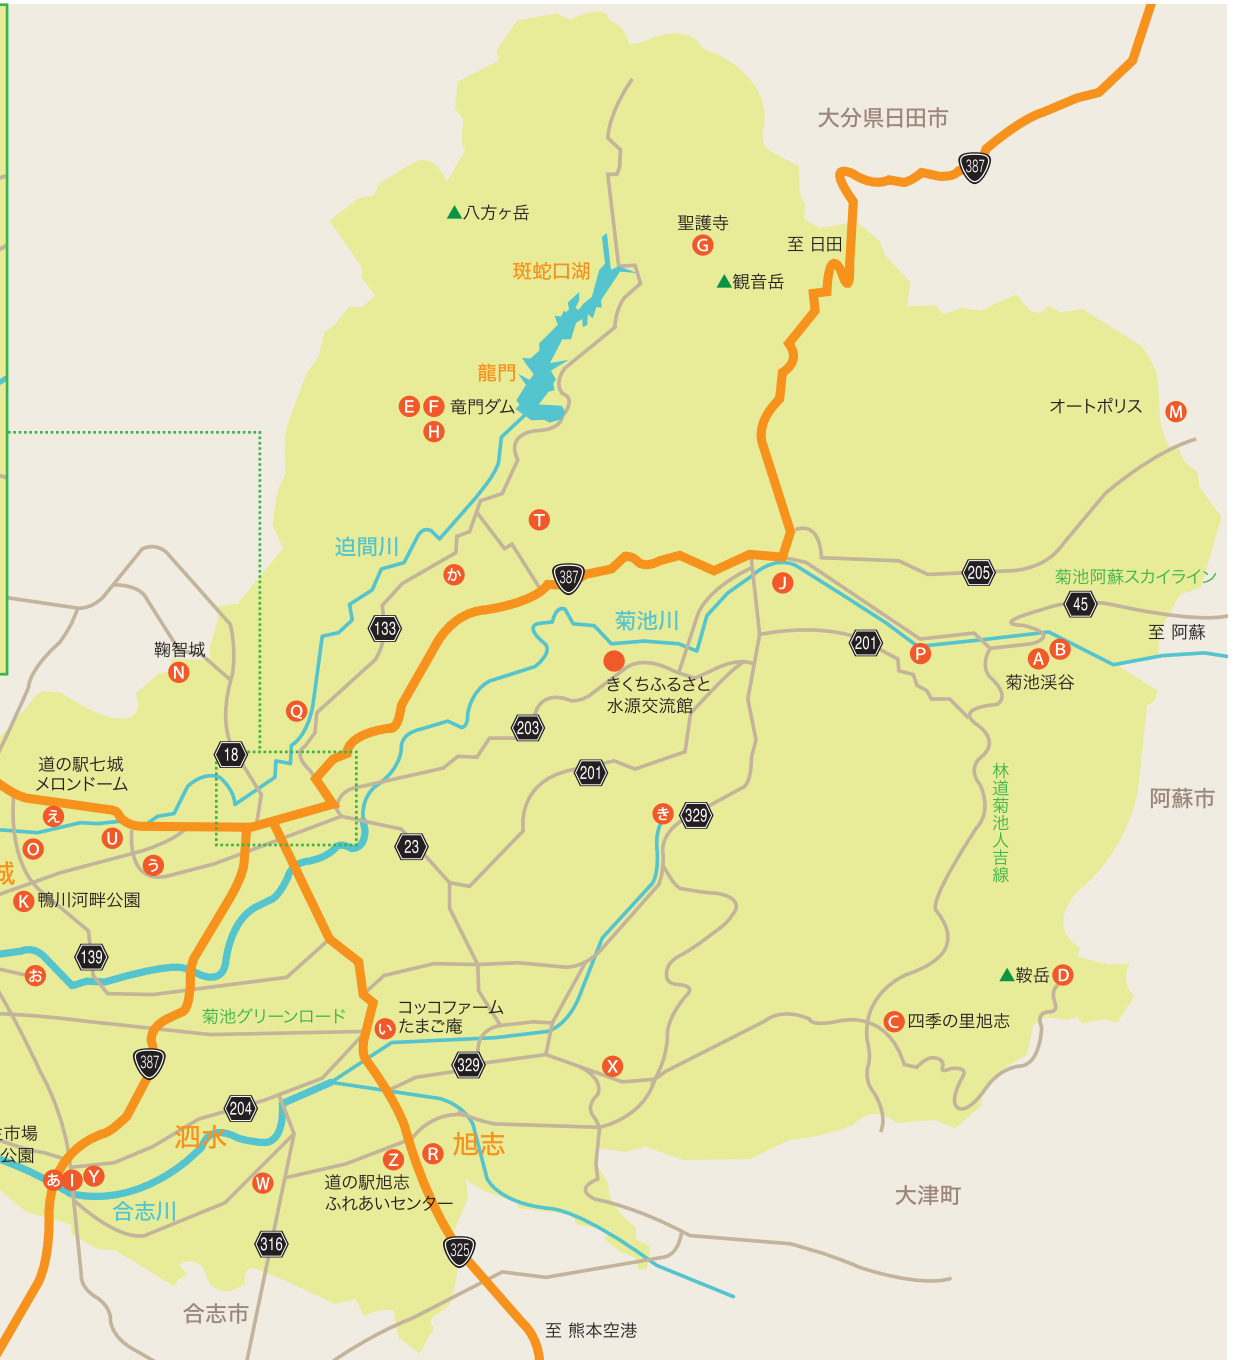 大分県日田市
387
八方ヶ岳
聖護寺
G
至 日田
斑蛇口湖
観音岳
龍門
E
F
竜門ダム
H
オートポリス
M
T
迫間川
か
387
J
205
菊池阿蘇スカイライン
45
菊池川
133
201
至 阿蘇
鞠智城
N
P
A
B
きくちふるさと
水源交流館
菊池渓谷
Q
203
18
道の駅七城
メロンドーム
201
林道菊池人吉線
阿蘇市
え
き
329
U
O
う
23
城
K
鴨川河畔公園
139
お
鞍岳
D
菊池グリーンロード
コッコファーム
い
たまご庵
C
四季の里旭志
387
329
X
204
市場
公園
泗水
旭志
あ
I
Y
W
Z
R
道の駅旭志
ふれあいセンター
大津町
合志川
316
325
合志市
至 熊本空港